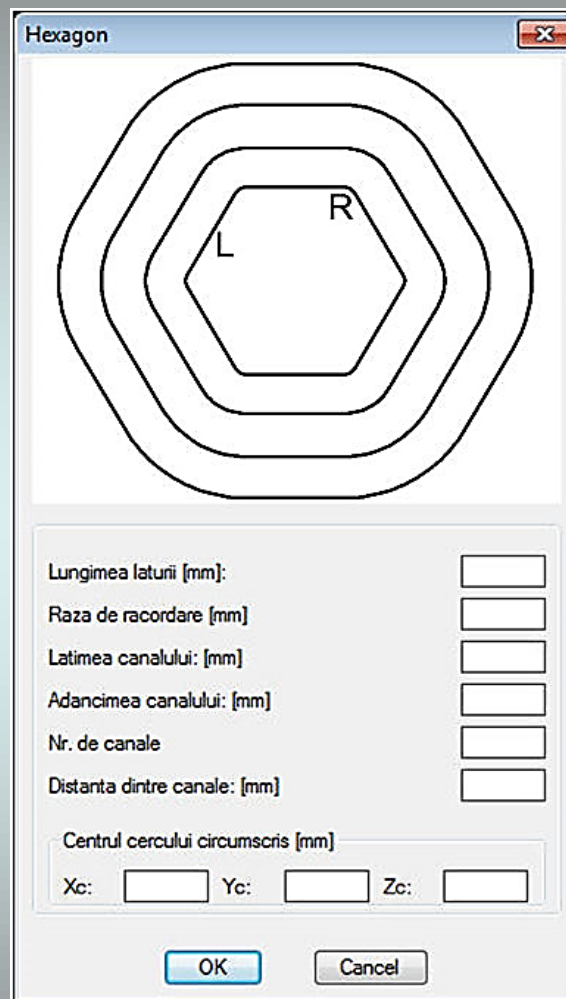 Hexagon
R
L
Lungimea laturii [mm]:
Raza de racordare [mm]
Latimea canalului: [mm]
Adancimea canalului: [mm]
Nr. de canale
Distanta dintre canale: [mm]
Centrul cercului circumscris [mm]
Xc: Yc: Zc:
OK Cancel